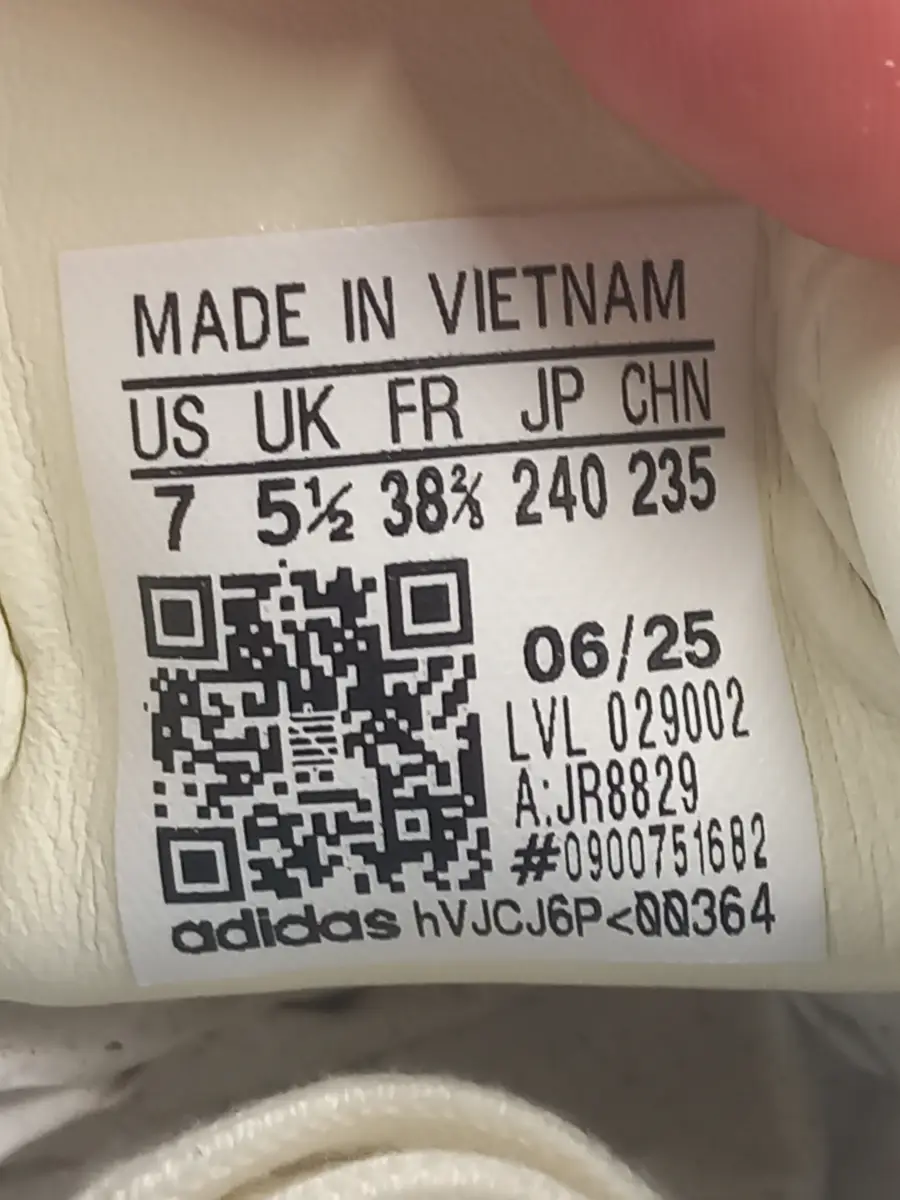 MADE IN VIETNAM
US UK FR JP CHN
7 5½ 38⅔ 240 235
06/25
LVL 029002
A:JR8829
#0900751682
adidas hVJCJ6P<00364